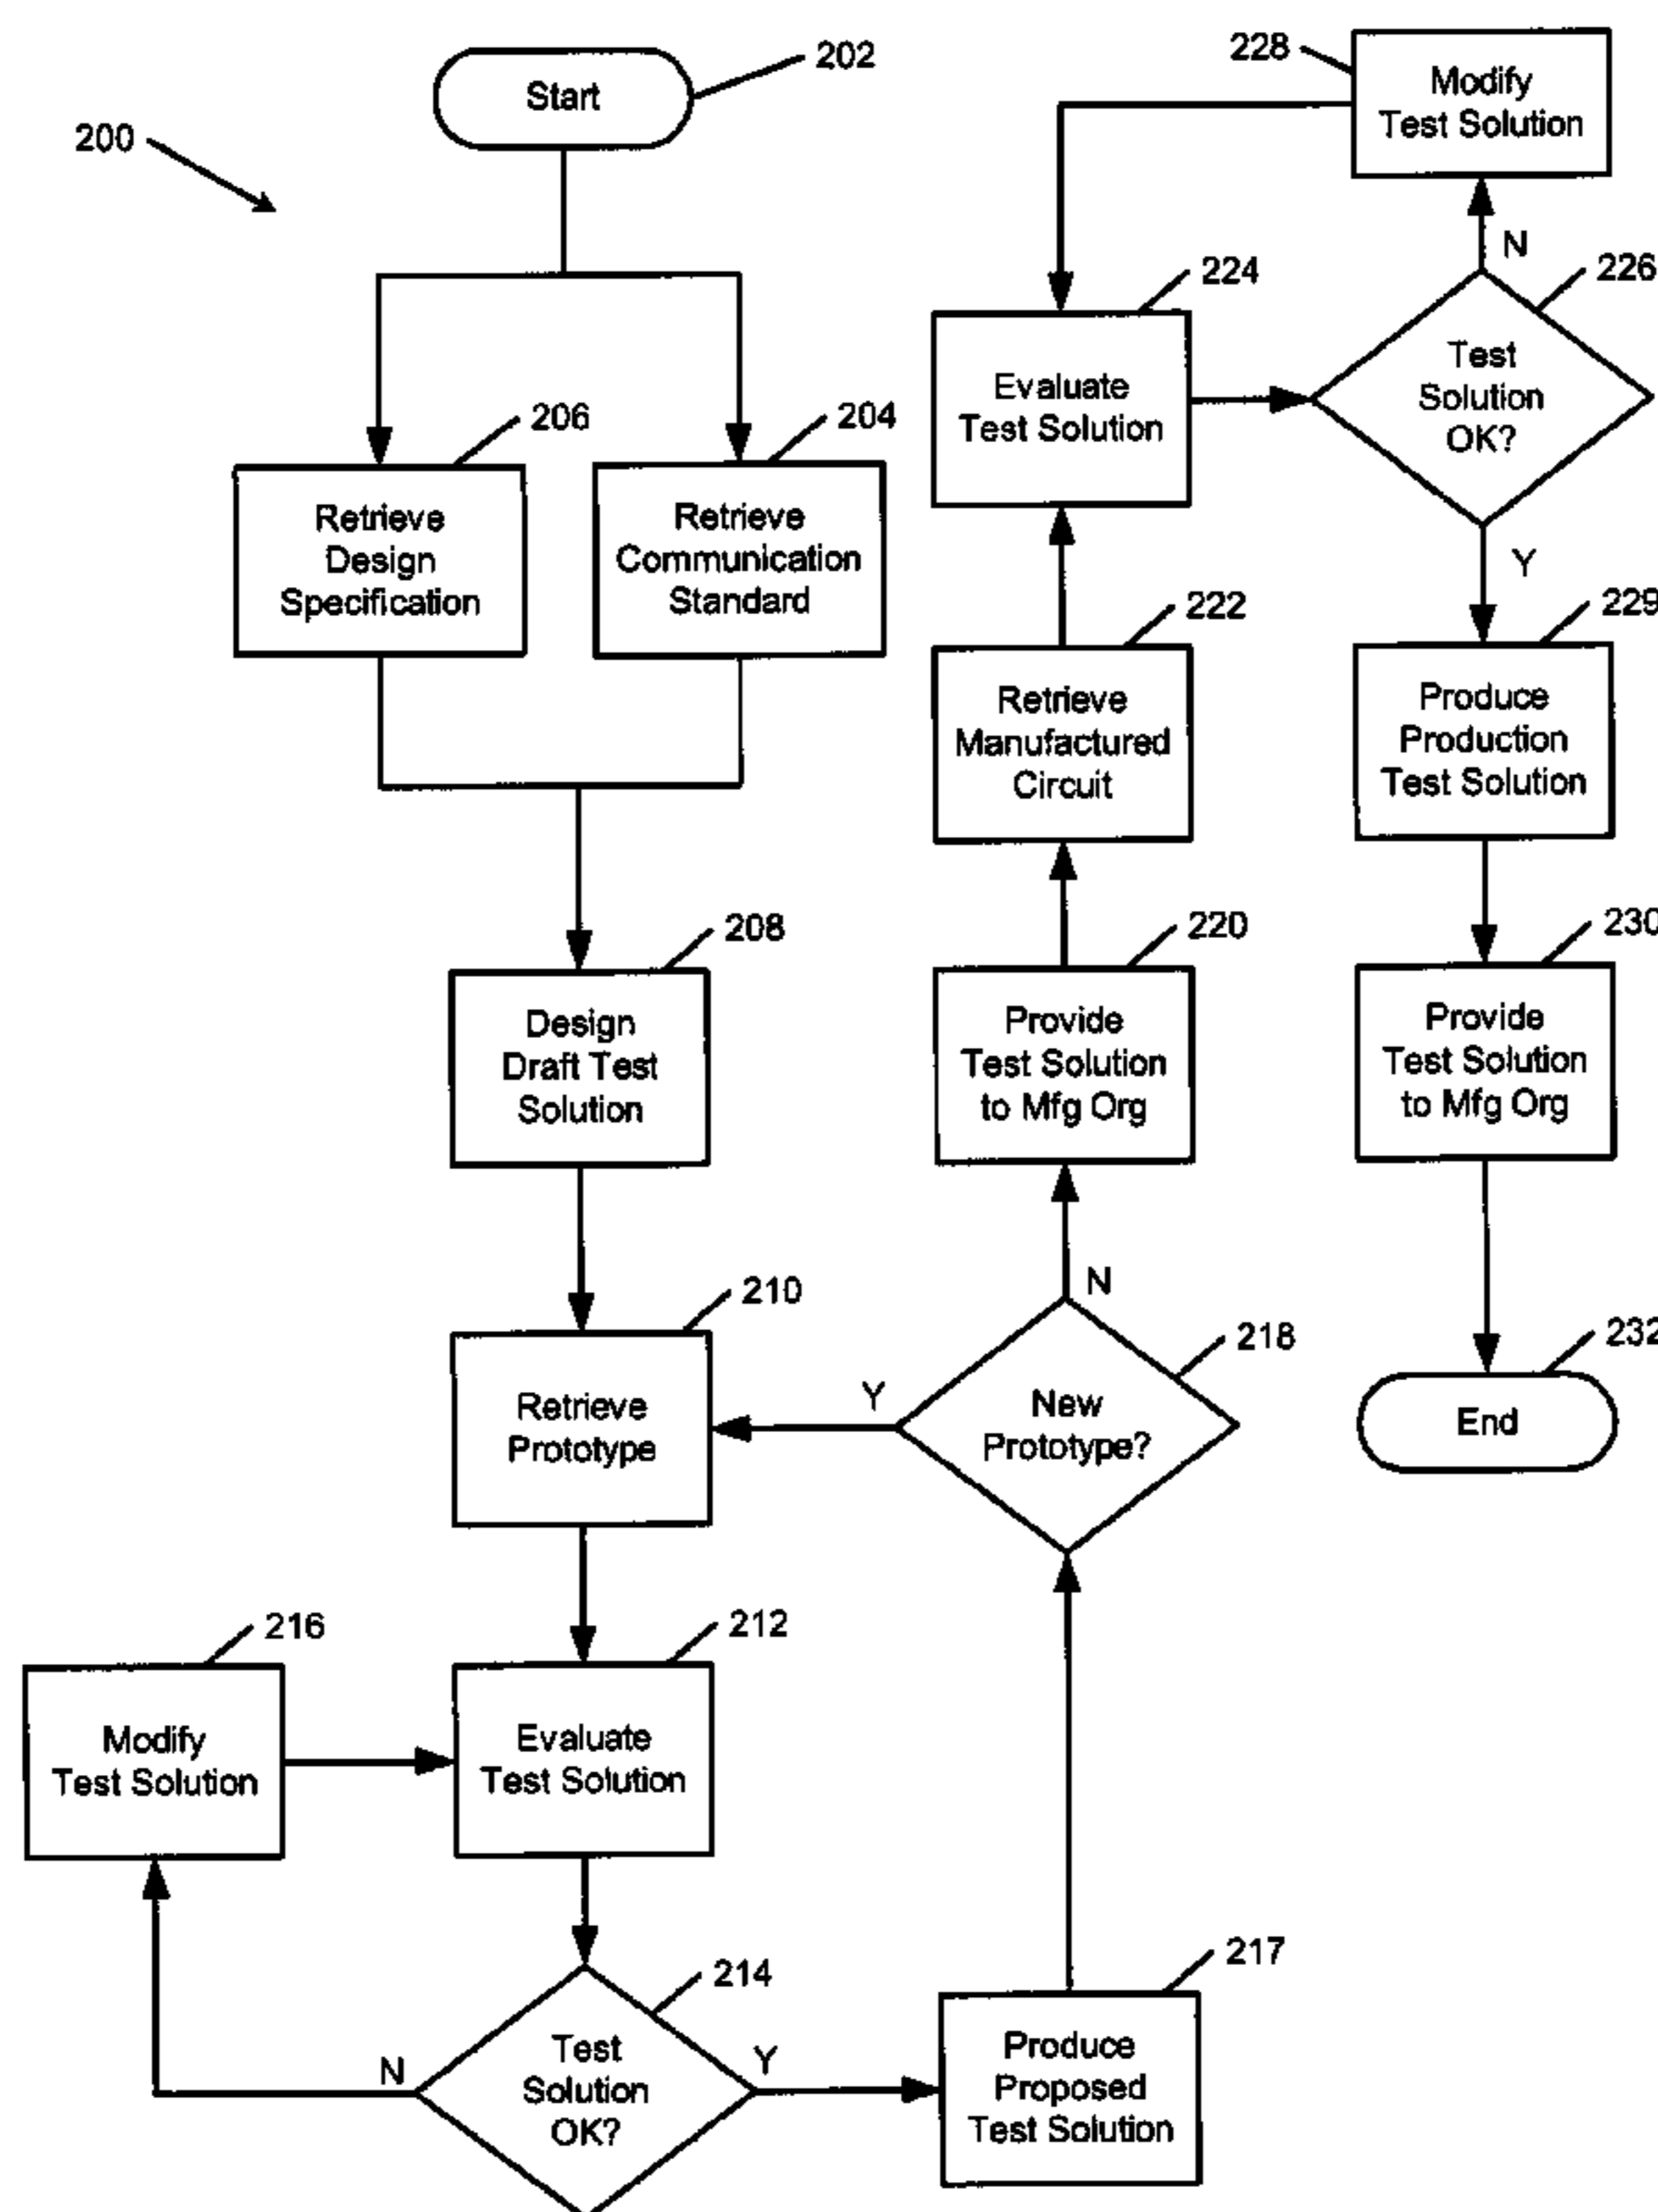 200
202
Start
206
Retrieve
Design
Specification
204
Retrieve
Communication
Standard
208
Design
Draft Test
Solution
210
Retrieve
Prototype
212
Evaluate
Test Solution
216
Modify
Test Solution
214
Test
Solution
OK?
N
Y
217
Produce
Proposed
Test Solution
218
New
Prototype?
Y
N
220
Provide
Test Solution
to Mfg Org
222
Retrieve
Manufactured
Circuit
224
Evaluate
Test Solution
226
Test
Solution
OK?
N
Y
228
Modify
Test Solution
229
Produce
Production
Test Solution
230
Provide
Test Solution
to Mfg Org
232
End